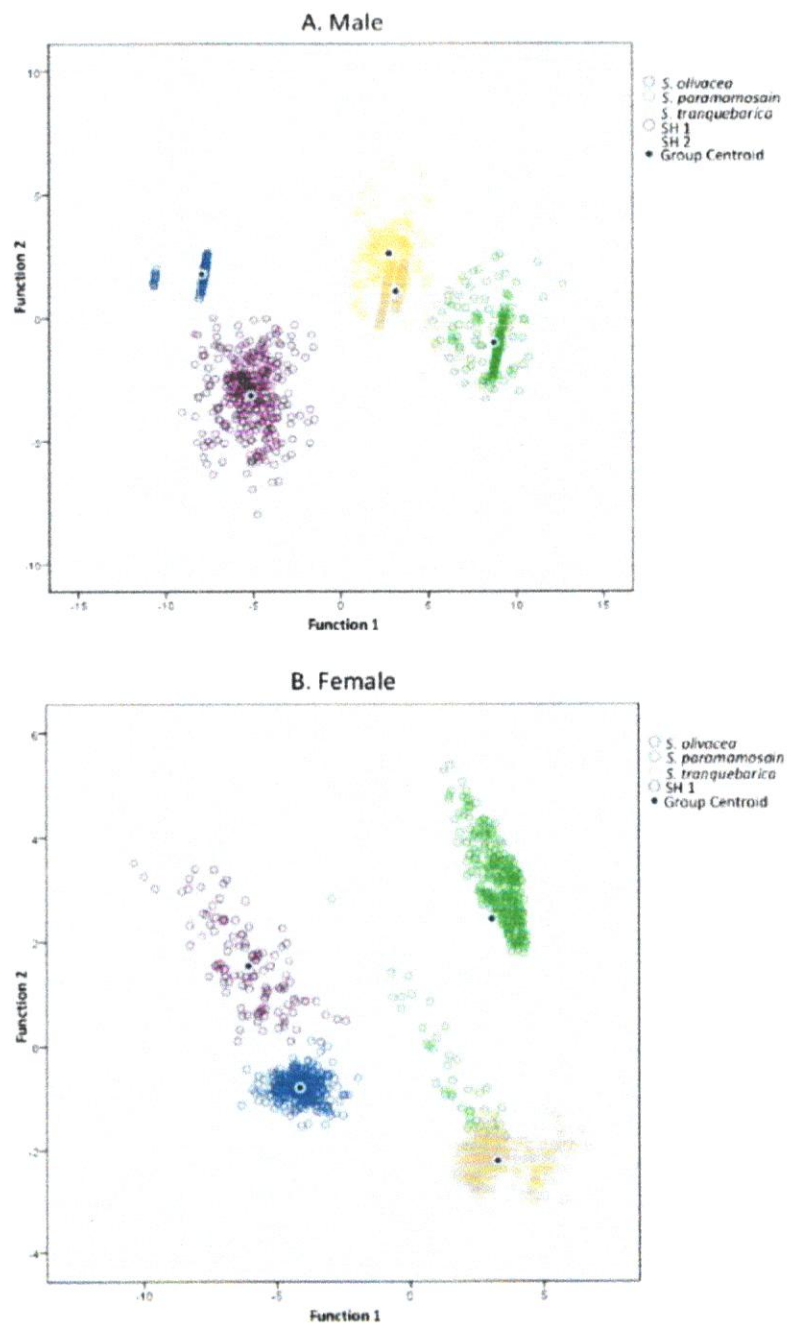 A. Male
10
5
0
-5
-10
Function 2
-15
-10
-5
0
5
10
15
Function 1
S. olivacea
S. paramamosain
S. tranquebarica
SH 1
SH 2
Group Centroid
B. Female
6
4
2
0
-2
-4
Function 2
-10
-5
0
5
Function 1
S. olivacea
S. paramamosain
S. tranquebarica
SH 1
Group Centroid